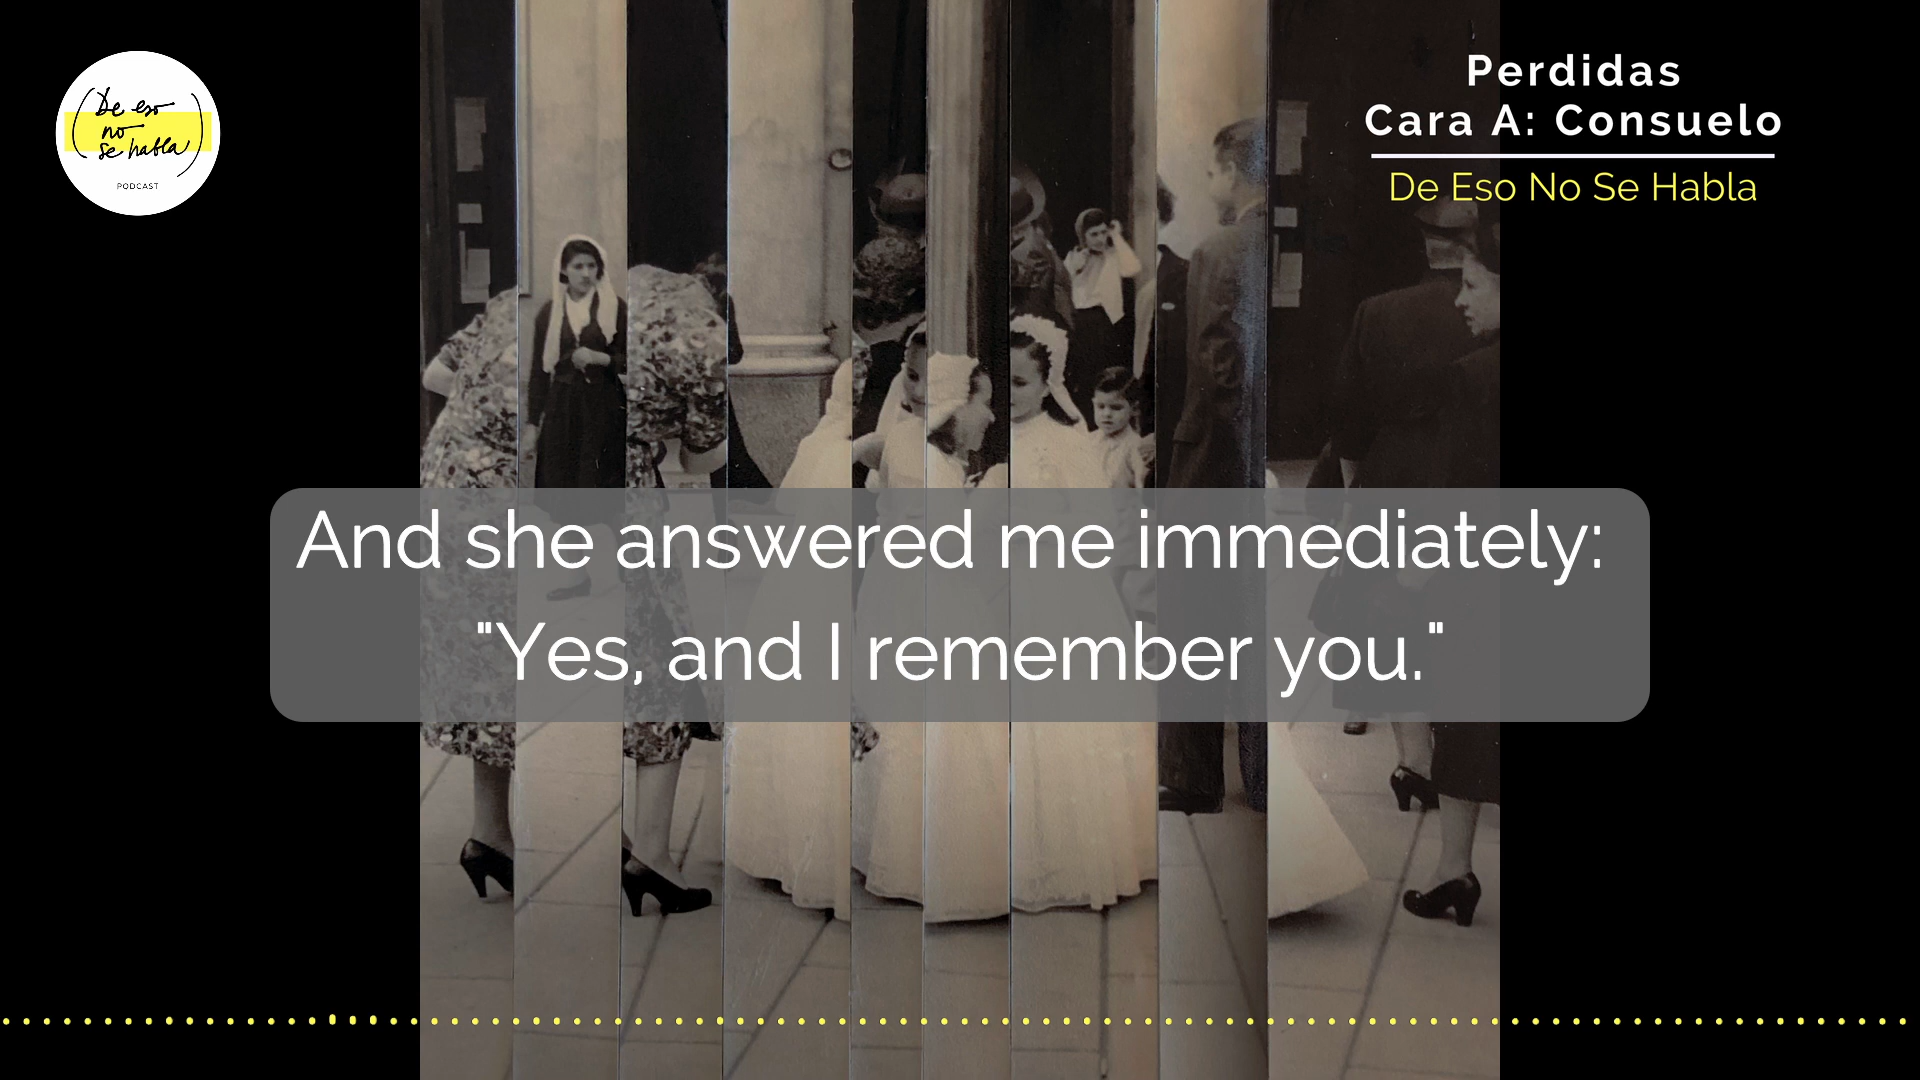 (De eso
no
se habla)
PODCAST
Perdidas
Cara A: Consuelo
De Eso No Se Habla
And she answered me immediately:
"Yes, and I remember you."